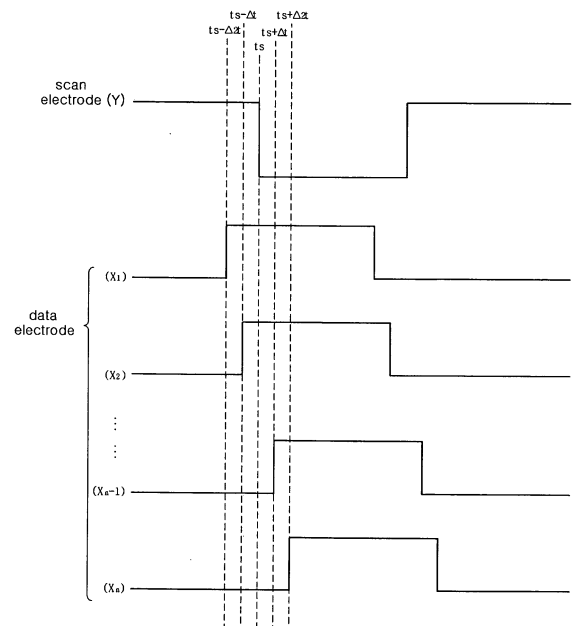 ts-Δt ts+Δ2t
ts-Δ2t ts+Δt
ts
scan
electrode (Y)
(X₁)
data
electrode
(X₂)
⋮
⋮
(Xₙ-1)
(Xₙ)